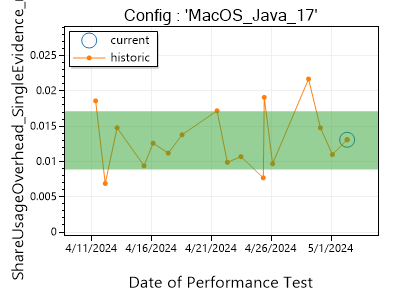 Config : 'MacOS_Java_17'
current
historic
0.025
0.02
0.015
0.01
0.005
0
4/11/2024
4/16/2024
4/21/2024
4/26/2024
5/1/2024
Date of Performance Test
ShareUsageOverhead_SingleEvidence_